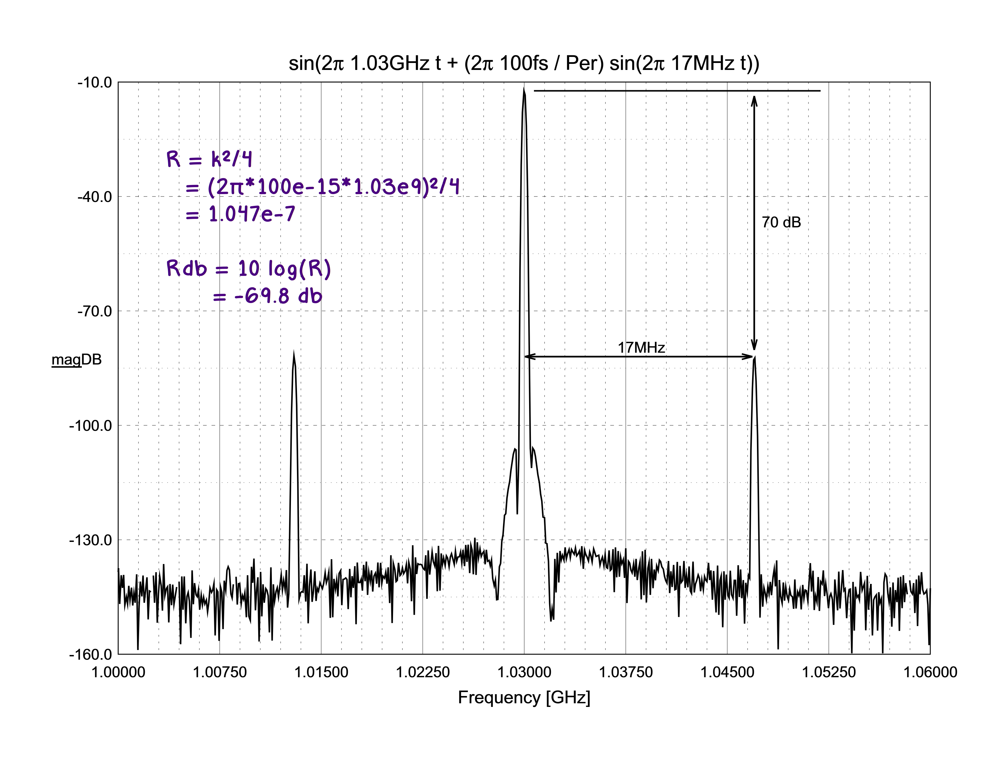 sin(2π 1.03GHz t + (2π 100fs / Per) sin(2π 17MHz t))
-10.0
R = k²/4
= (2π*100e-15*1.03e9)²/4
-40.0
= 1.047e-7
70 dB
Rdb = 10 log(R)
= -69.8 db
-70.0
17MHz
magDB
-100.0
-130.0
-160.0
1.00000 1.00750 1.01500 1.02250 1.03000 1.03750 1.04500 1.05250 1.06000
Frequency [GHz]